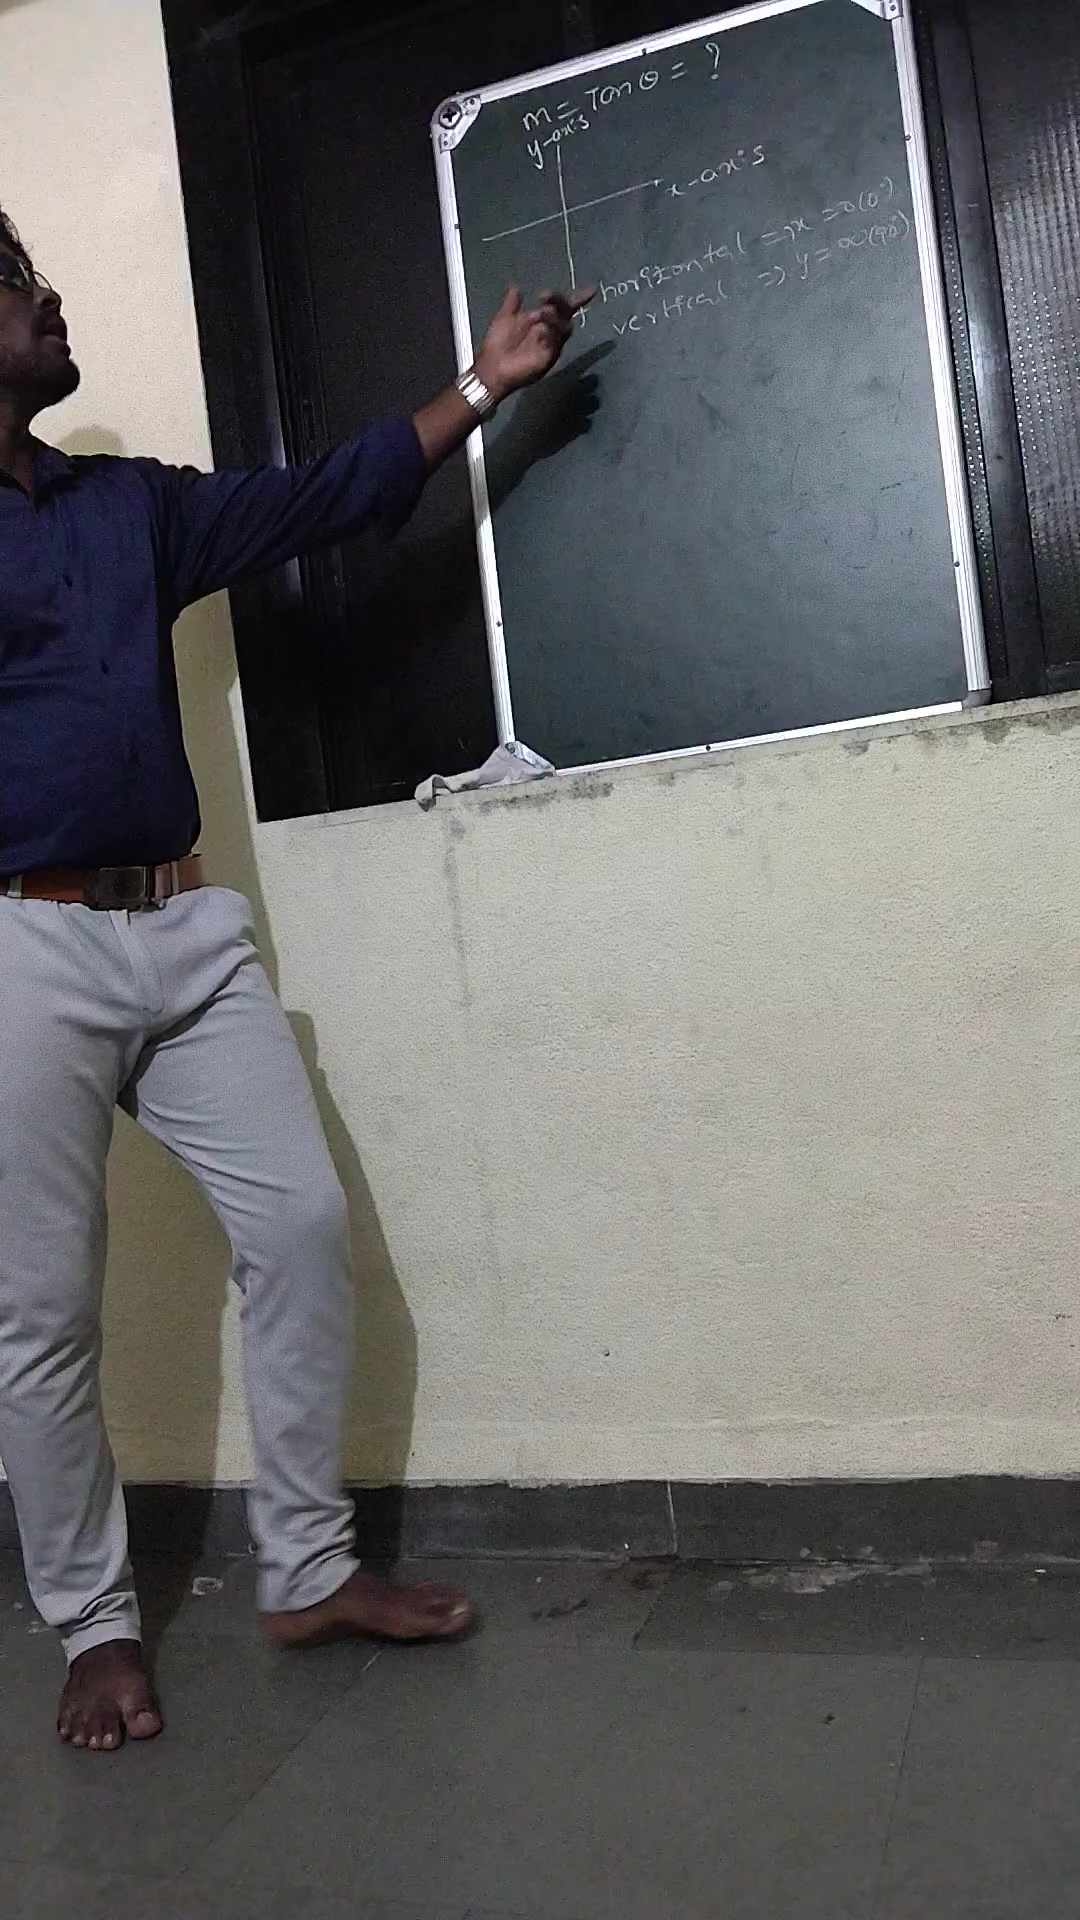 m = Tan θ = ?
y-axis
x-axis
horizontal => x = 0(0°)
vertical => y = ∞(90°)